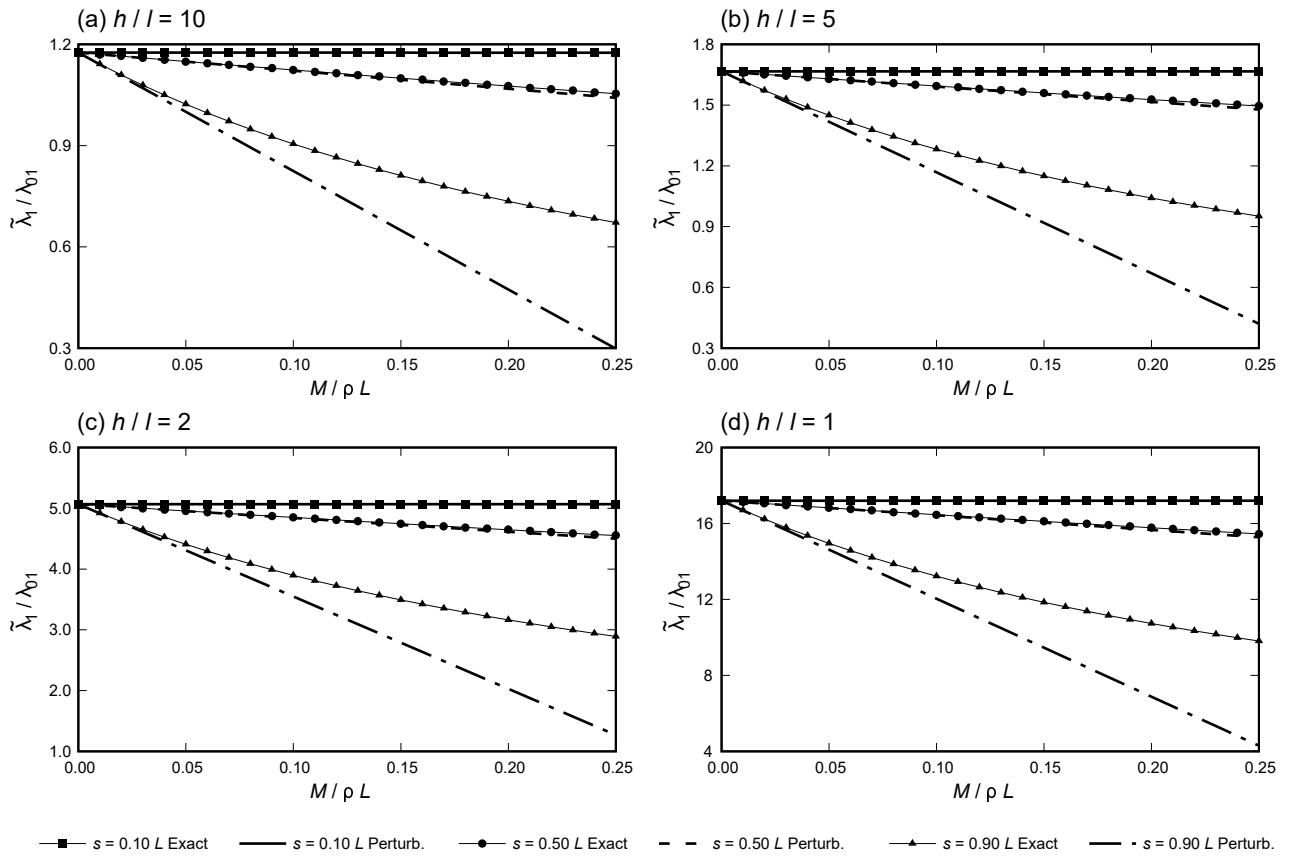 (a) h / l = 10
1.2
0.9
0.6
0.3
0.00 0.05 0.10 0.15 0.20 0.25
M / ρ L
λ̃1 / λ01
(b) h / l = 5
1.8
1.5
1.2
0.9
0.6
0.3
0.00 0.05 0.10 0.15 0.20 0.25
M / ρ L
λ̃1 / λ01
(c) h / l = 2
6.0
5.0
4.0
3.0
2.0
1.0
0.00 0.05 0.10 0.15 0.20 0.25
M / ρ L
λ̃1 / λ01
(d) h / l = 1
20
16
12
8
4
0.00 0.05 0.10 0.15 0.20 0.25
M / ρ L
λ̃1 / λ01
s = 0.10 L Exact s = 0.10 L Perturb. s = 0.50 L Exact s = 0.50 L Perturb. s = 0.90 L Exact s = 0.90 L Perturb.